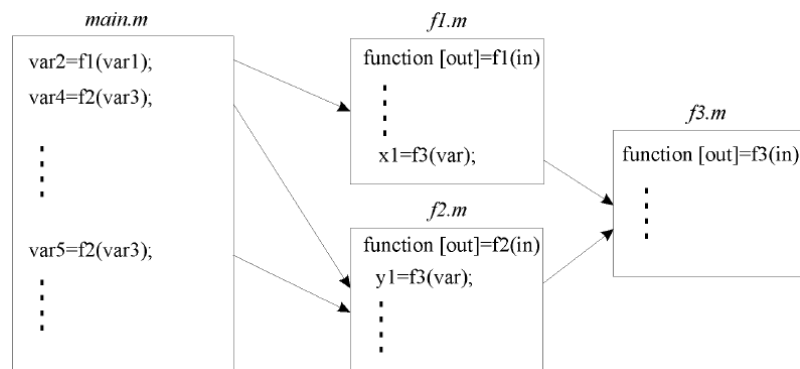 main.m
var2=f1(var1);
var4=f2(var3);
var5=f2(var3);
f1.m
function [out]=f1(in)
x1=f3(var);
f2.m
function [out]=f2(in)
y1=f3(var);
f3.m
function [out]=f3(in)